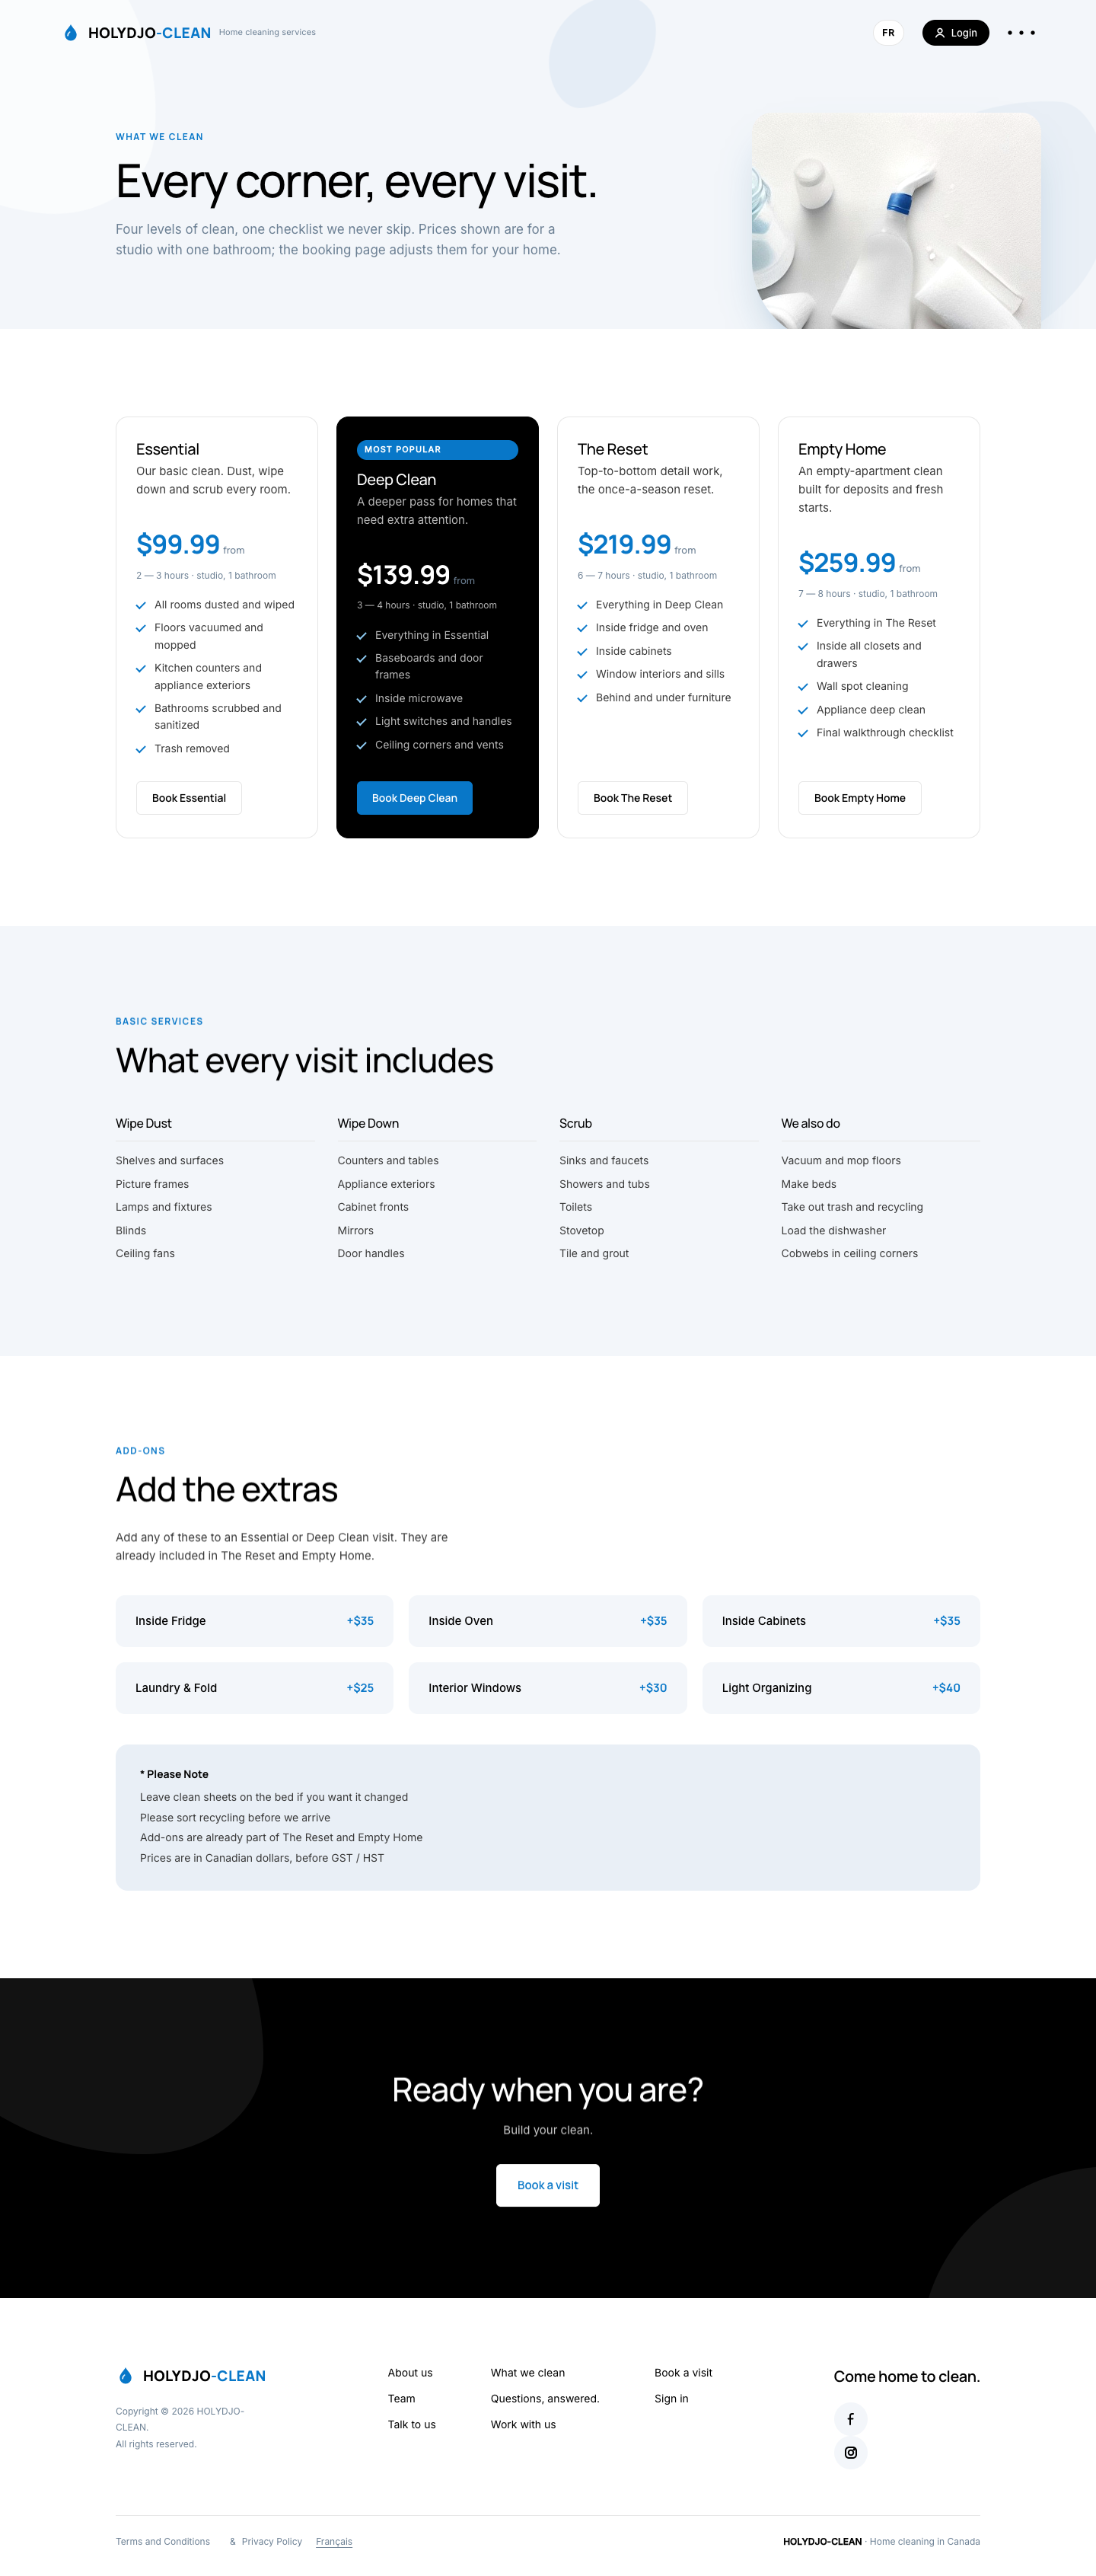 HOLYDJO-CLEAN Home cleaning services
FR
Login
WHAT WE CLEAN
Every corner, every visit.
Four levels of clean, one checklist we never skip. Prices shown are for a
studio with one bathroom; the booking page adjusts them for your home.
Essential
Our basic clean. Dust, wipe
down and scrub every room.
$99.99 from
2 — 3 hours · studio, 1 bathroom
All rooms dusted and wiped
Floors vacuumed and
mopped
Kitchen counters and
appliance exteriors
Bathrooms scrubbed and
sanitized
Trash removed
Book Essential
MOST POPULAR
Deep Clean
A deeper pass for homes that
need extra attention.
$139.99 from
3 — 4 hours · studio, 1 bathroom
Everything in Essential
Baseboards and door
frames
Inside microwave
Light switches and handles
Ceiling corners and vents
Book Deep Clean
The Reset
Top-to-bottom detail work,
the once-a-season reset.
$219.99 from
6 — 7 hours · studio, 1 bathroom
Everything in Deep Clean
Inside fridge and oven
Inside cabinets
Window interiors and sills
Behind and under furniture
Book The Reset
Empty Home
An empty-apartment clean
built for deposits and fresh
starts.
$259.99 from
7 — 8 hours · studio, 1 bathroom
Everything in The Reset
Inside all closets and
drawers
Wall spot cleaning
Appliance deep clean
Final walkthrough checklist
Book Empty Home
BASIC SERVICES
What every visit includes
Wipe Dust
Shelves and surfaces
Picture frames
Lamps and fixtures
Blinds
Ceiling fans
Wipe Down
Counters and tables
Appliance exteriors
Cabinet fronts
Mirrors
Door handles
Scrub
Sinks and faucets
Showers and tubs
Toilets
Stovetop
Tile and grout
We also do
Vacuum and mop floors
Make beds
Take out trash and recycling
Load the dishwasher
Cobwebs in ceiling corners
ADD-ONS
Add the extras
Add any of these to an Essential or Deep Clean visit. They are
already included in The Reset and Empty Home.
Inside Fridge +$35
Inside Oven +$35
Inside Cabinets +$35
Laundry & Fold +$25
Interior Windows +$30
Light Organizing +$40
* Please Note
Leave clean sheets on the bed if you want it changed
Please sort recycling before we arrive
Add-ons are already part of The Reset and Empty Home
Prices are in Canadian dollars, before GST / HST
Ready when you are?
Build your clean.
Book a visit
HOLYDJO-CLEAN
Copyright © 2026 HOLYDJO-
CLEAN.
All rights reserved.
About us
Team
Talk to us
What we clean
Questions, answered.
Work with us
Book a visit
Sign in
Come home to clean.
Terms and Conditions & Privacy Policy Français
HOLYDJO-CLEAN · Home cleaning in Canada